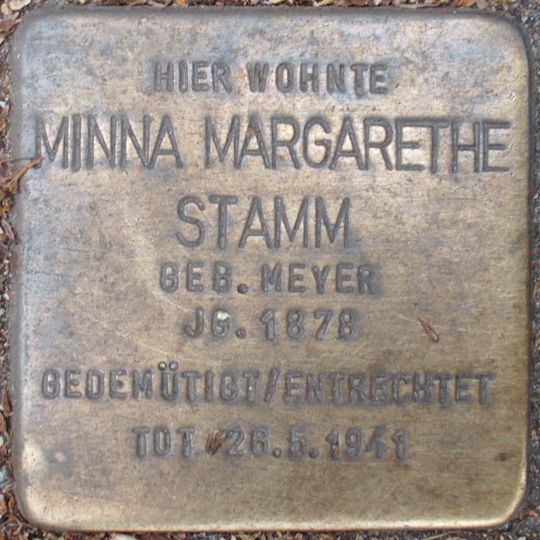 HIER WOHNTE
MINNA MARGARETHE
STAMM
GEB. MEYER
JG. 1878
GEDEMÜTIGT/ENTRECHTET
TOT 26.5.1941